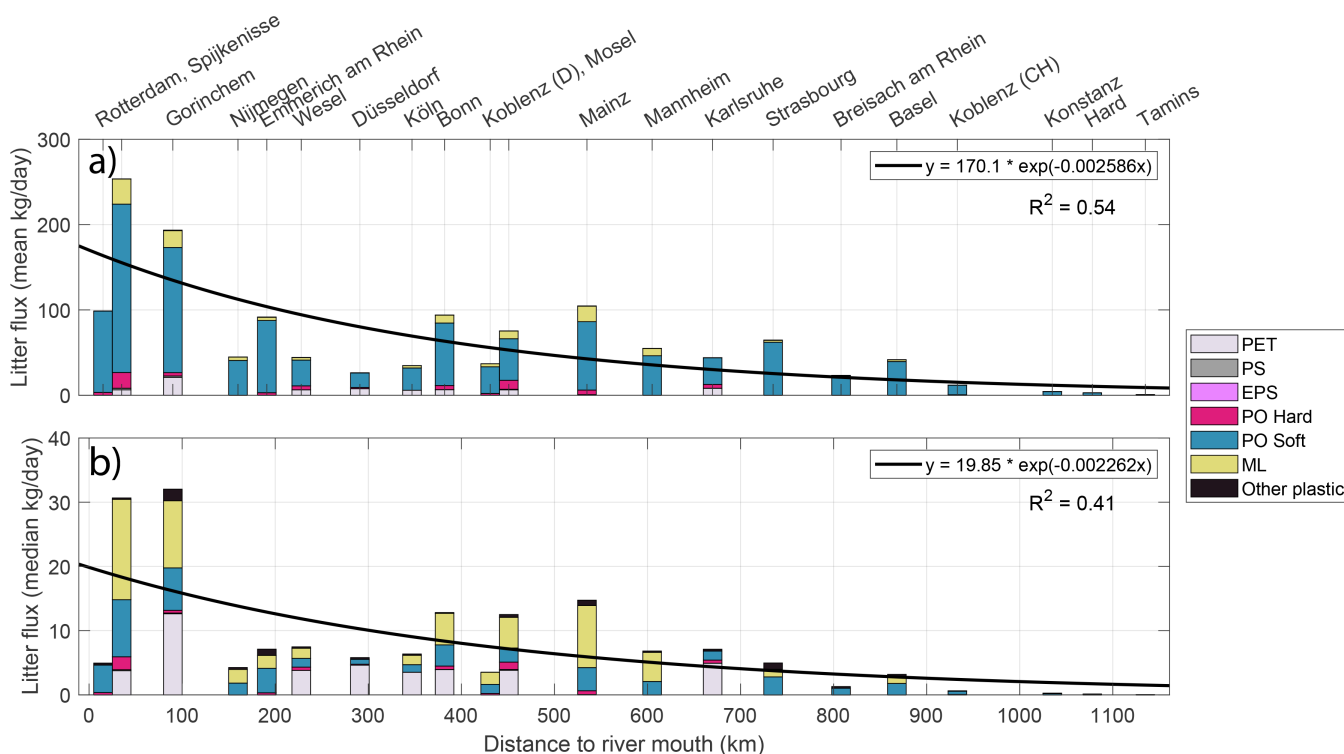 Rotterdam, Spijkenisse
Gorinchem
Nijmegen
Emmerich am Rhein
Wesel
Düsseldorf
Köln
Bonn
Koblenz (D), Mosel
Mainz
Mannheim
Karlsruhe
Strasbourg
Breisach am Rhein
Basel
Koblenz (CH)
Konstanz
Hard
Tamins
a)
Litter flux (mean kg/day)
300
200
100
0
y = 170.1 * exp(-0.002586x)
R² = 0.54
PET
PS
EPS
PO Hard
PO Soft
ML
Other plastic
b)
Litter flux (median kg/day)
40
30
20
10
0
y = 19.85 * exp(-0.002262x)
R² = 0.41
0 100 200 300 400 500 600 700 800 900 1000 1100
Distance to river mouth (km)